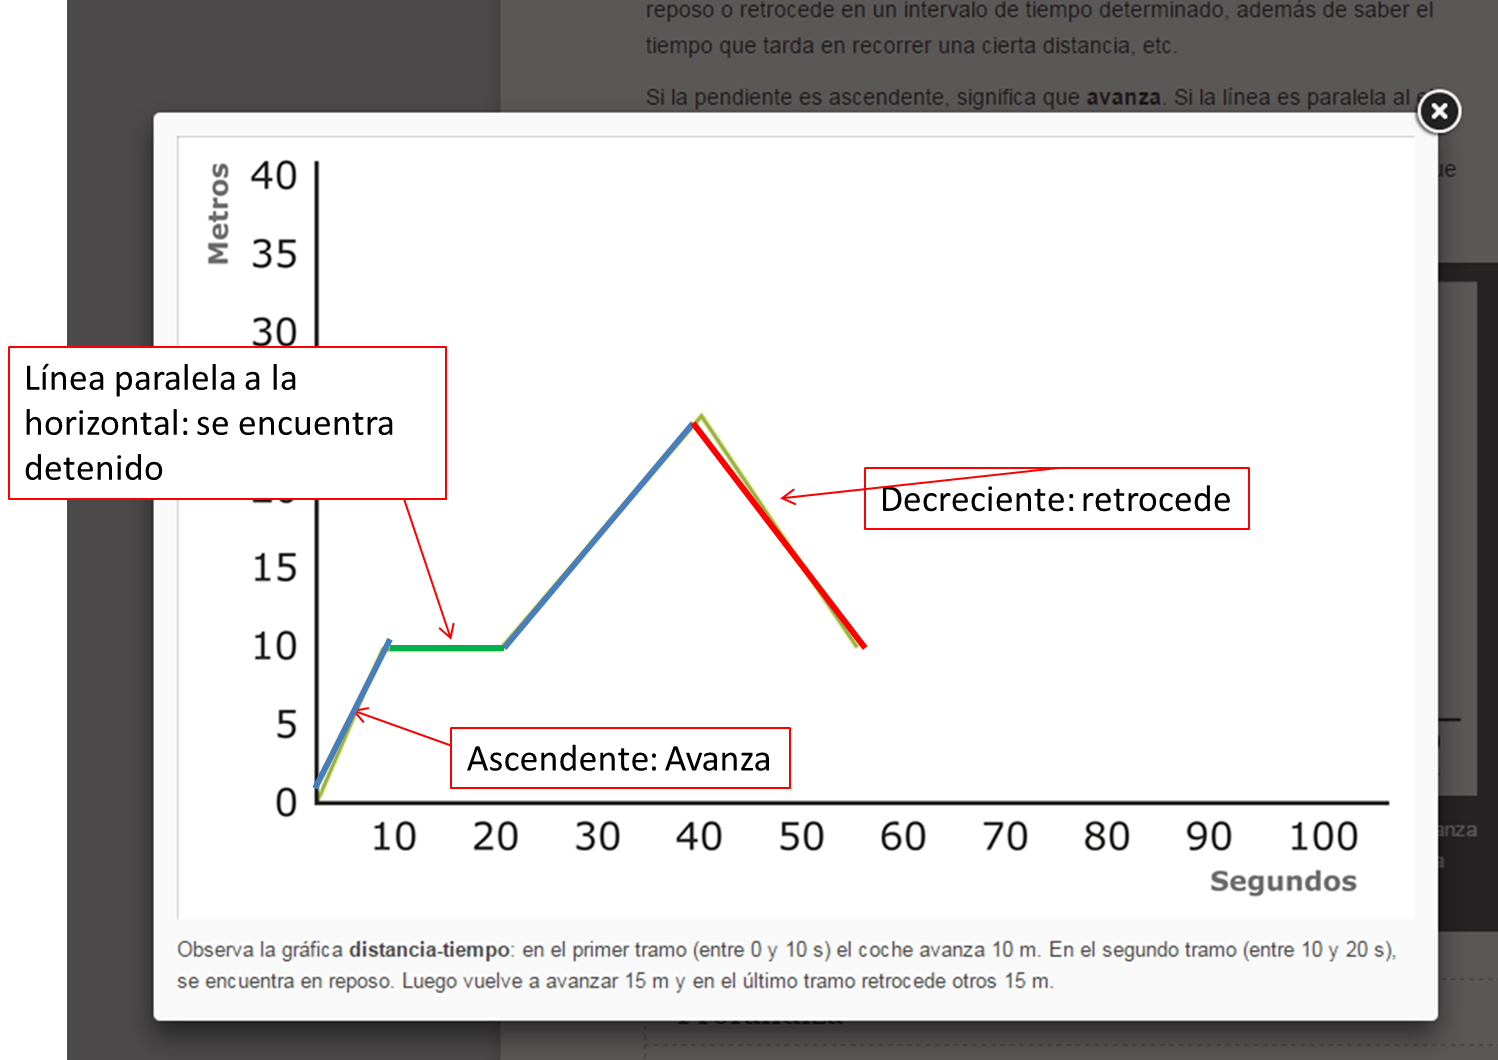 reposo o retrocede en un intervalo de tiempo determinado, además de saber el
tiempo que tarda en recorrer una cierta distancia, etc.
Si la pendiente es ascendente, significa que avanza. Si la línea es paralela al
Metros
40
35
30
15
10
5
0
Línea paralela a la
horizontal: se encuentra
detenido
Decreciente: retrocede
Ascendente: Avanza
10 20 30 40 50 60 70 80 90 100
Segundos
Observa la gráfica distancia-tiempo: en el primer tramo (entre 0 y 10 s) el coche avanza 10 m. En el segundo tramo (entre 10 y 20 s),
se encuentra en reposo. Luego vuelve a avanzar 15 m y en el último tramo retrocede otros 15 m.